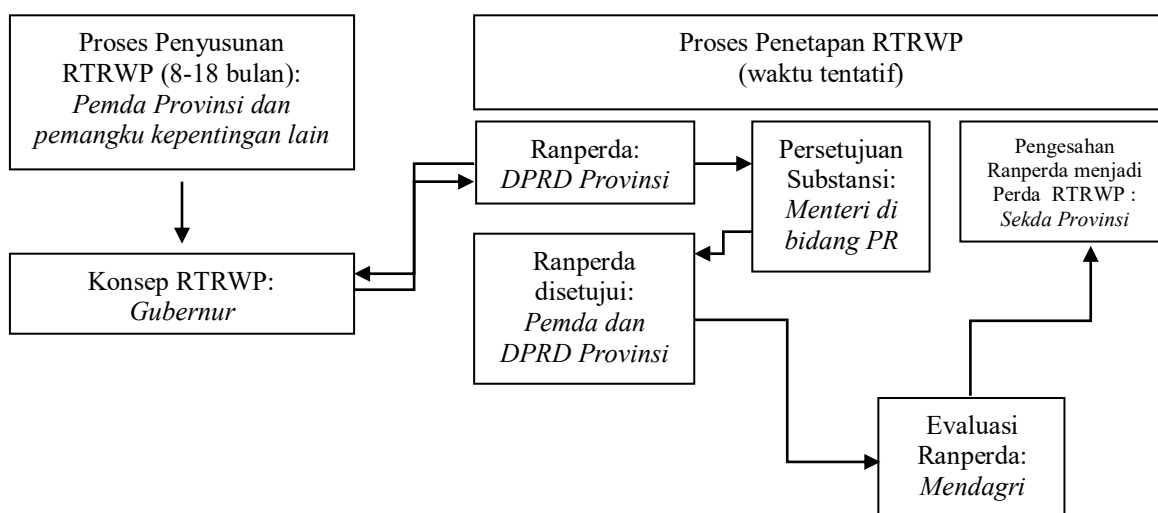 Proses Penyusunan
RTRWP (8-18 bulan):
Pemda Provinsi dan
pemangku kepentingan lain
Proses Penetapan RTRWP
(waktu tentatif)
Konsep RTRWP:
Gubernur
Ranperda:
DPRD Provinsi
Persetujuan
Substansi:
Menteri di
bidang PR
Ranperda
disetujui:
Pemda dan
DPRD Provinsi
Evaluasi
Ranperda:
Mendagri
Pengesahan
Ranperda menjadi
Perda RTRWP :
Sekda Provinsi